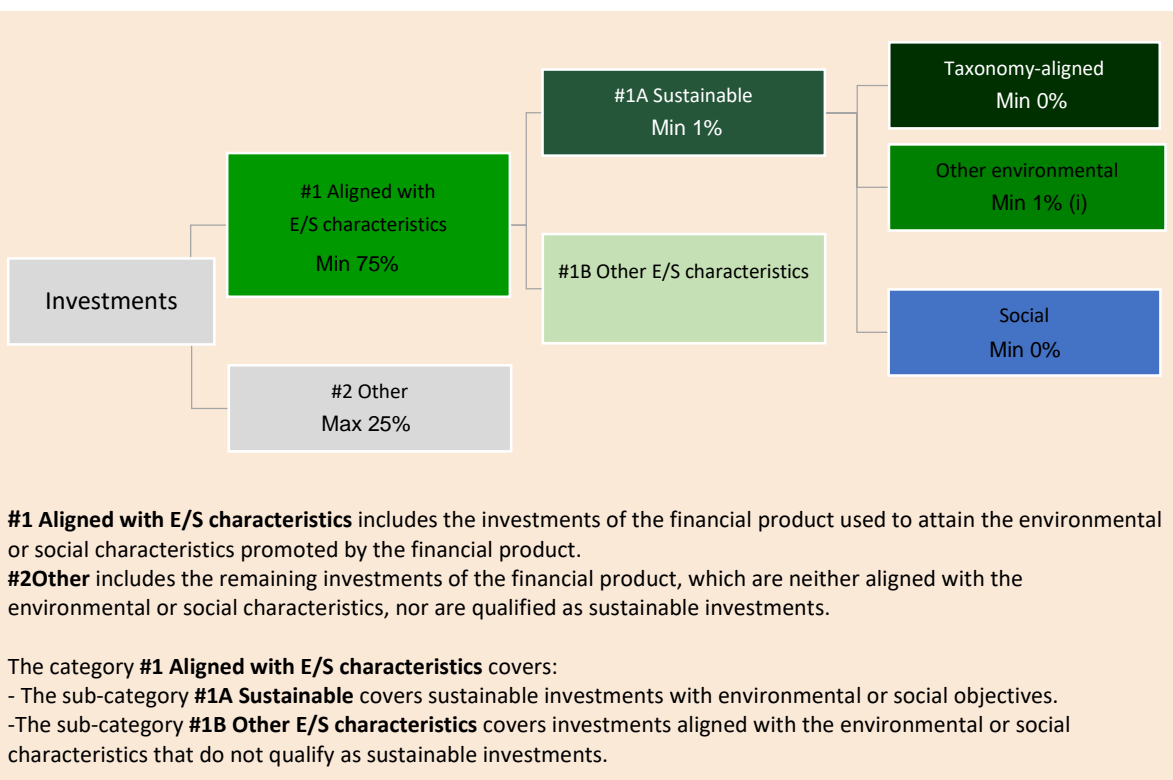 Investments
#1 Aligned with
E/S characteristics
Min 75%
#2 Other
Max 25%
#1A Sustainable
Min 1%
#1B Other E/S characteristics
Taxonomy-aligned
Min 0%
Other environmental
Min 1% (i)
Social
Min 0%
#1 Aligned with E/S characteristics includes the investments of the financial product used to attain the environmental
or social characteristics promoted by the financial product.
#2Other includes the remaining investments of the financial product, which are neither aligned with the
environmental or social characteristics, nor are qualified as sustainable investments.
The category #1 Aligned with E/S characteristics covers:
- The sub-category #1A Sustainable covers sustainable investments with environmental or social objectives.
-The sub-category #1B Other E/S characteristics covers investments aligned with the environmental or social
characteristics that do not qualify as sustainable investments.